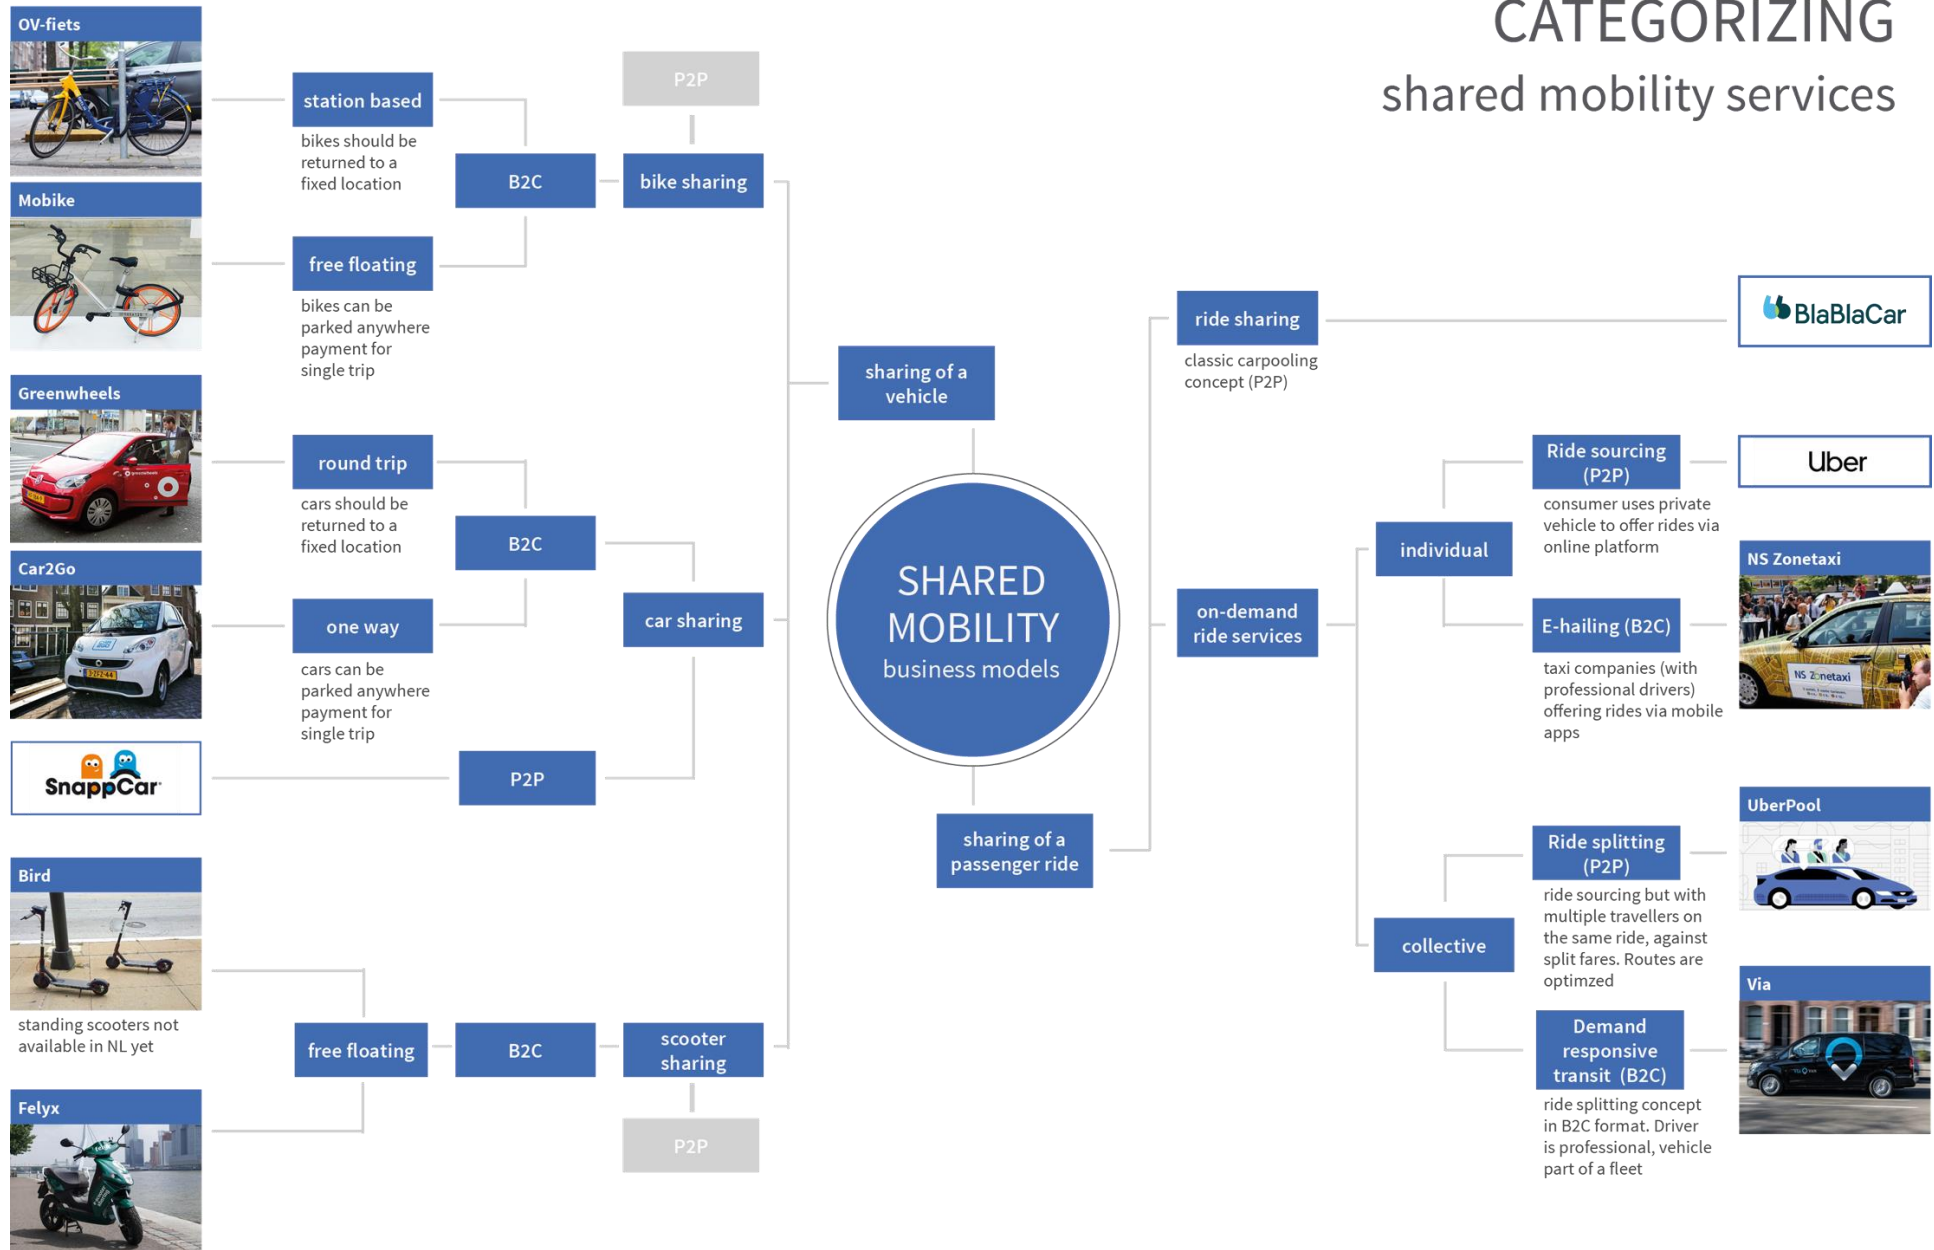 CATEGORIZING
shared mobility services
OV-fiets
station based
bikes should be
returned to a
fixed location
P2P
B2C
bike sharing
Mobike
free floating
bikes can be
parked anywhere
payment for
single trip
Greenwheels
round trip
cars should be
returned to a
fixed location
B2C
Car2Go
one way
cars can be
parked anywhere
payment for
single trip
car sharing
SnappCar
P2P
Bird
standing scooters not
available in NL yet
free floating
B2C
scooter
sharing
P2P
Felyx
sharing of a
vehicle
SHARED
MOBILITY
business models
sharing of a
passenger ride
ride sharing
classic carpooling
concept (P2P)
BlaBlaCar
on-demand
ride services
individual
Ride sourcing
(P2P)
consumer uses private
vehicle to offer rides via
online platform
Uber
E-hailing (B2C)
taxi companies (with
professional drivers)
offering rides via mobile
apps
NS Zonetaxi
NS Zonetaxi
collective
Ride splitting
(P2P)
ride sourcing but with
multiple travellers on
the same ride, against
split fares. Routes are
optimzed
UberPool
Demand
responsive
transit (B2C)
ride splitting concept
in B2C format. Driver
is professional, vehicle
part of a fleet
Via